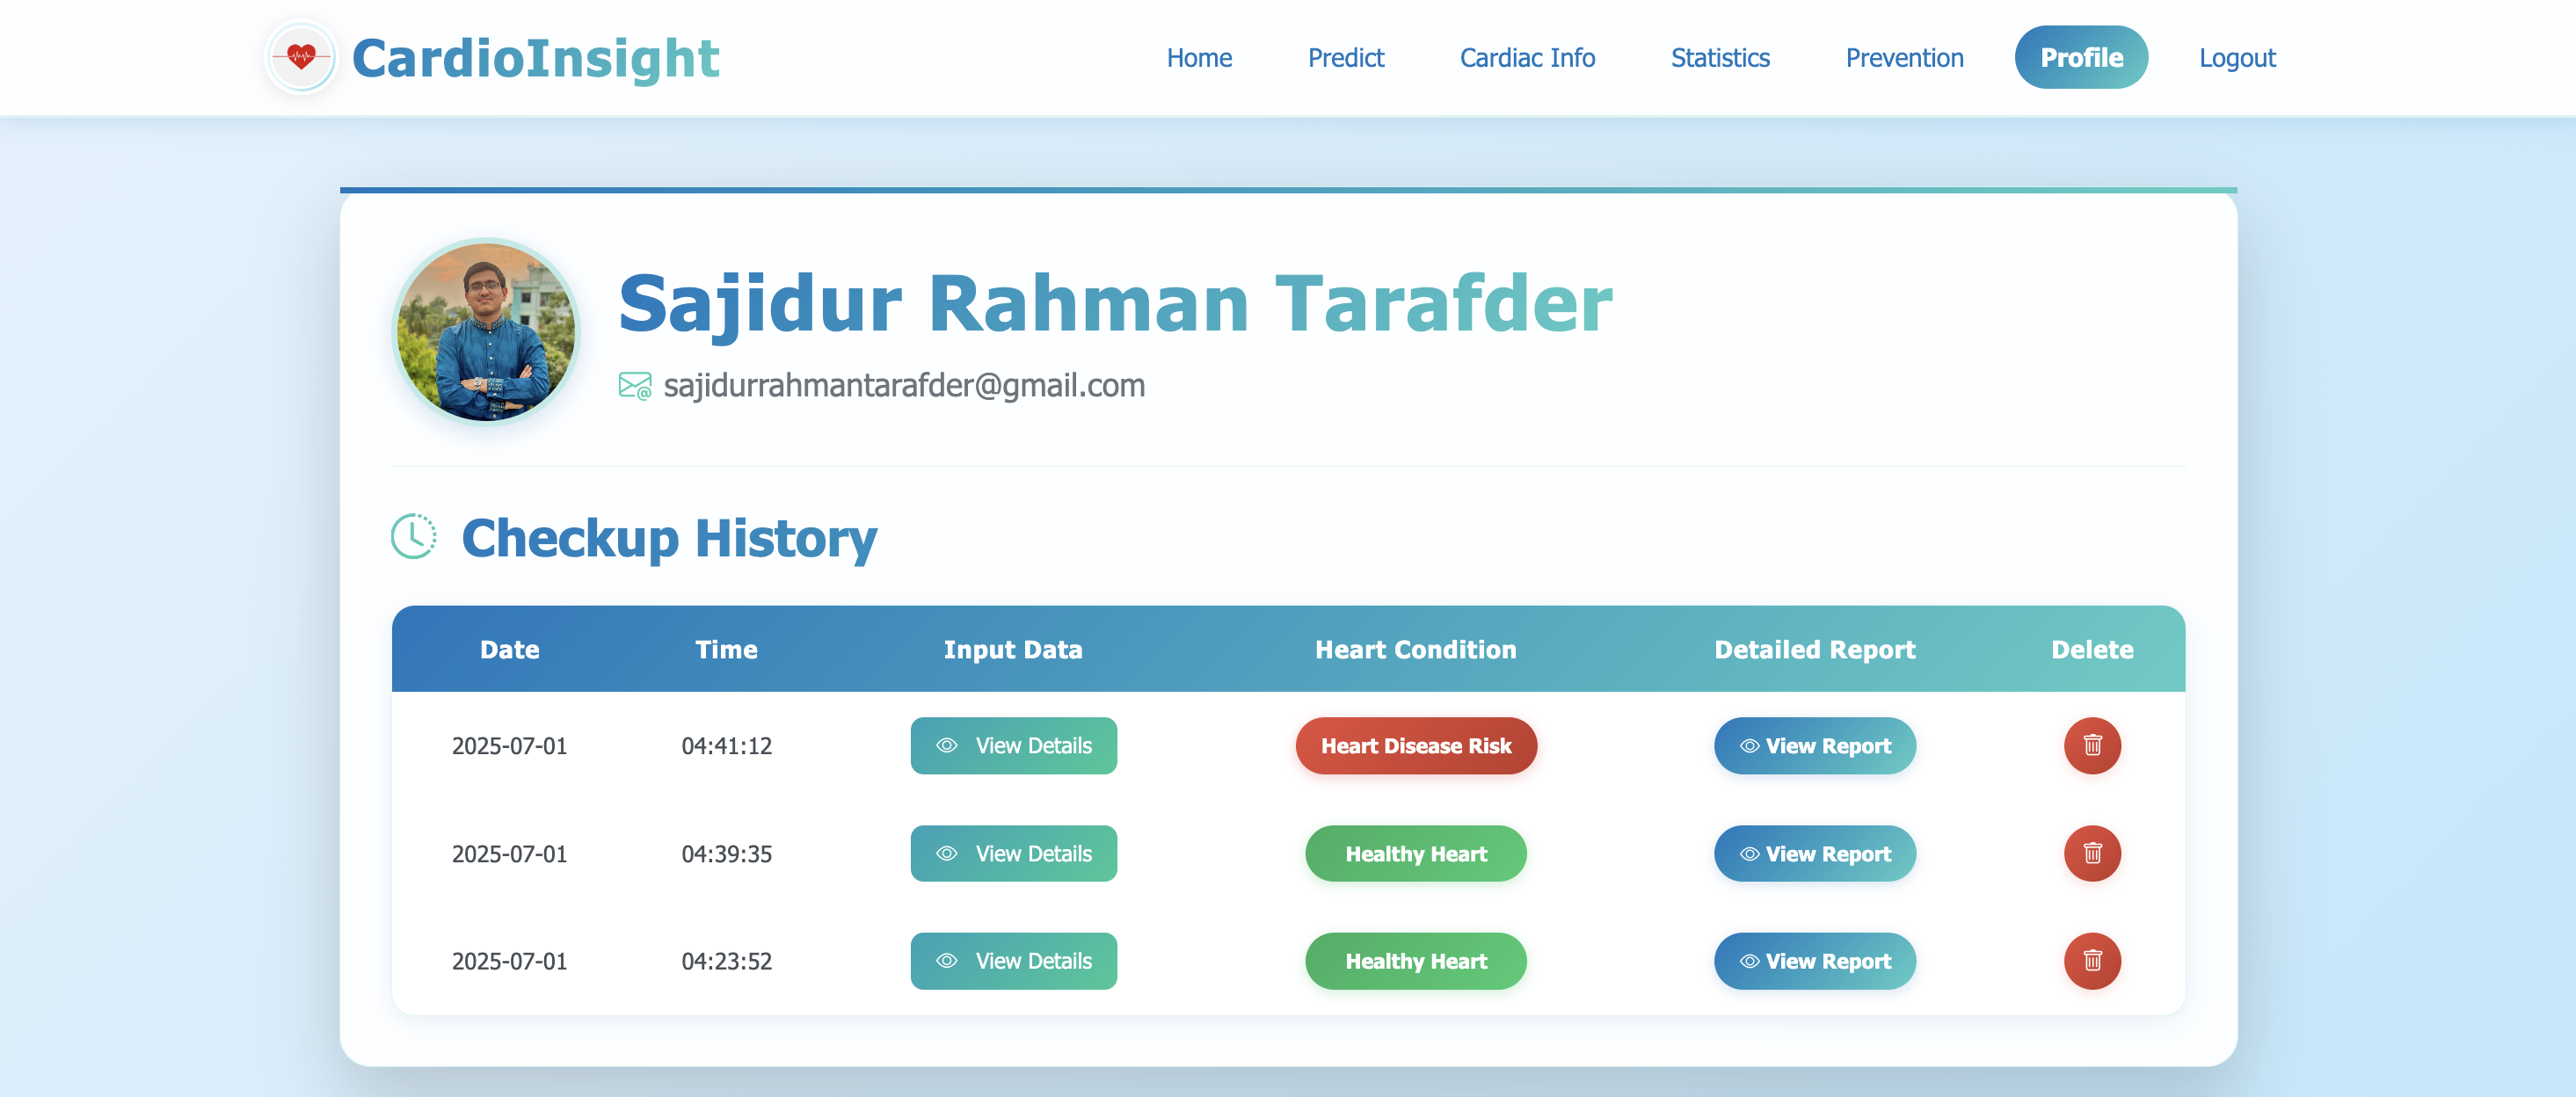 CardioInsight Home Predict Cardiac Info Statistics Prevention Profile Logout
Sajidur Rahman Tarafder
sajidurrahmantarafder@gmail.com
Checkup History
Date Time Input Data Heart Condition Detailed Report Delete
2025-07-01 04:41:12 View Details Heart Disease Risk View Report
2025-07-01 04:39:35 View Details Healthy Heart View Report
2025-07-01 04:23:52 View Details Healthy Heart View Report